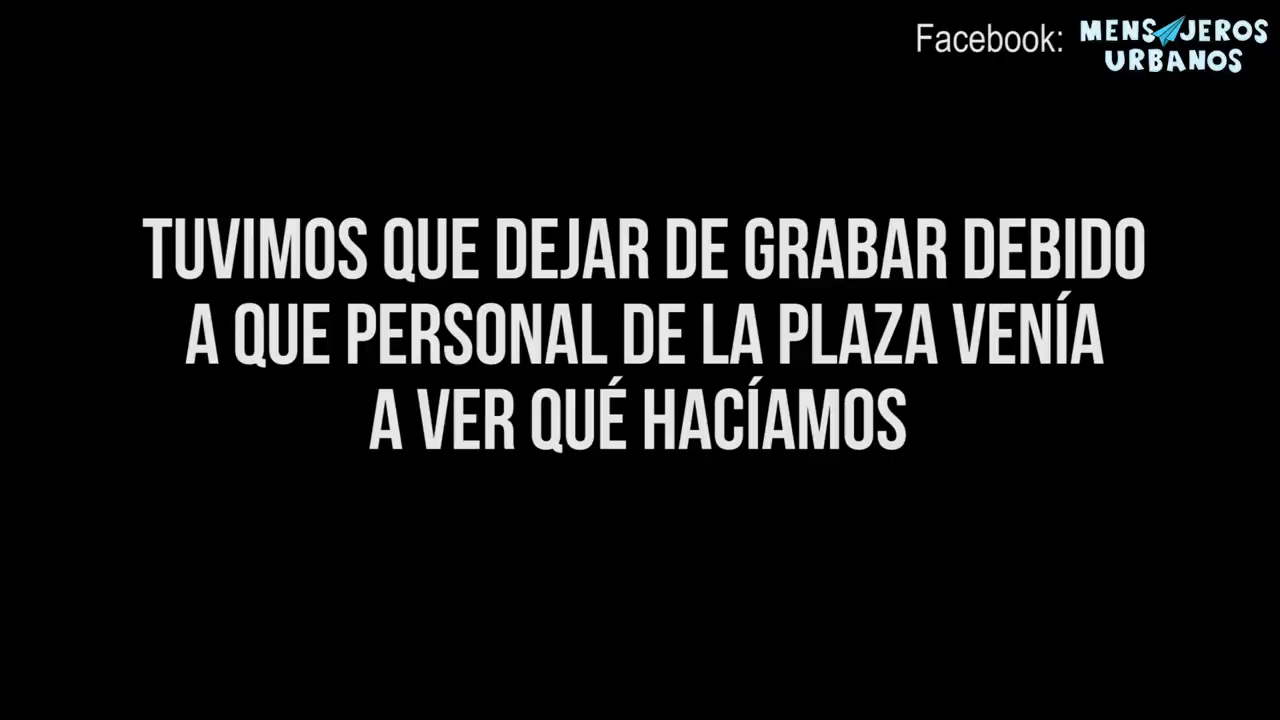 Facebook: MENSAJEROS
URBANOS
TUVIMOS QUE DEJAR DE GRABAR DEBIDO
A QUE PERSONAL DE LA PLAZA VENÍA
A VER QUÉ HACÍAMOS